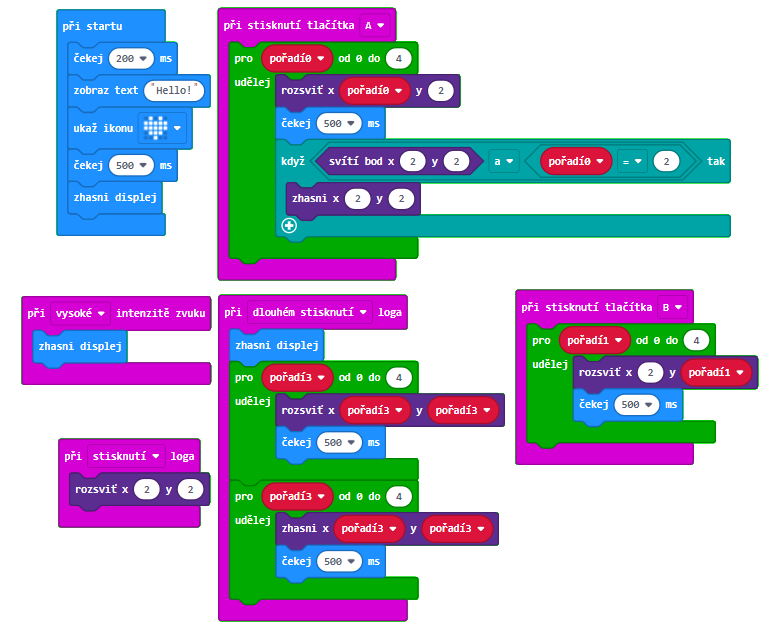 při startu
čekej 200 ms
zobraz text "Hello!"
ukaž ikonu
čekej 500 ms
zhasni displej
při stisknutí tlačítka A
pro pořadí0 od 0 do 4
udělej
rozsviť x pořadí0 y 2
čekej 500 ms
když svítí bod x 2 y 2 a pořadí0 = 2 tak
zhasni x 2 y 2
při vysoké intenzitě zvuku
zhasni displej
při stisknutí loga
rozsviť x 2 y 2
při dlouhém stisknutí loga
zhasni displej
pro pořadí3 od 0 do 4
udělej
rozsviť x pořadí3 y pořadí3
čekej 500 ms
pro pořadí3 od 0 do 4
udělej
zhasni x pořadí3 y pořadí3
čekej 500 ms
při stisknutí tlačítka B
pro pořadí1 od 0 do 4
udělej
rozsviť x 2 y pořadí1
čekej 500 ms